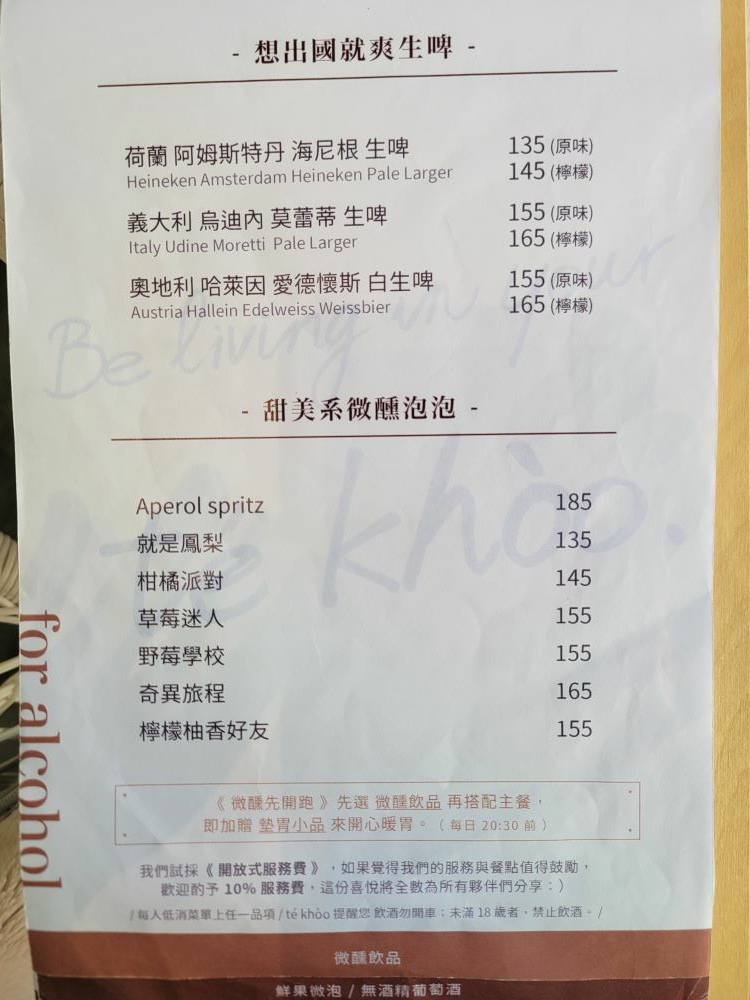 - 想出國就爽生啤 -
荷蘭 阿姆斯特丹 海尼根 生啤 135 (原味)
Heineken Amsterdam Heineken Pale Larger 145 (檸檬)
義大利 烏迪內 莫蕾蒂 生啤 155 (原味)
Italy Udine Moretti Pale Larger 165 (檸檬)
奧地利 哈萊因 愛德懷斯 白生啤 155 (原味)
Austria Hallein Edelweiss Weissbier 165 (檸檬)
Be living in your
té khòo.
- 甜美系微醺泡泡 -
Aperol spritz 185
就是鳳梨 135
柑橘派對 145
草莓迷人 155
野莓學校 155
奇異旅程 165
檸檬柚香好友 155
for alcohol
《 微醺先開跑 》 先選 微醺飲品 再搭配主餐，
即加贈 墊胃小品 來開心暖胃。（ 每日 20:30 前 ）
我們試採《 開放式服務費 》，如果覺得我們的服務與餐點值得鼓勵，
歡迎酌予 10% 服務費，這份喜悅將全數為所有夥伴們分享：）
/ 每人低消菜單上任一品項 / té khòo 提醒您 飲酒勿開車；未滿 18 歲者，禁止飲酒。/
微醺飲品
鮮果微泡 / 無酒精葡萄酒